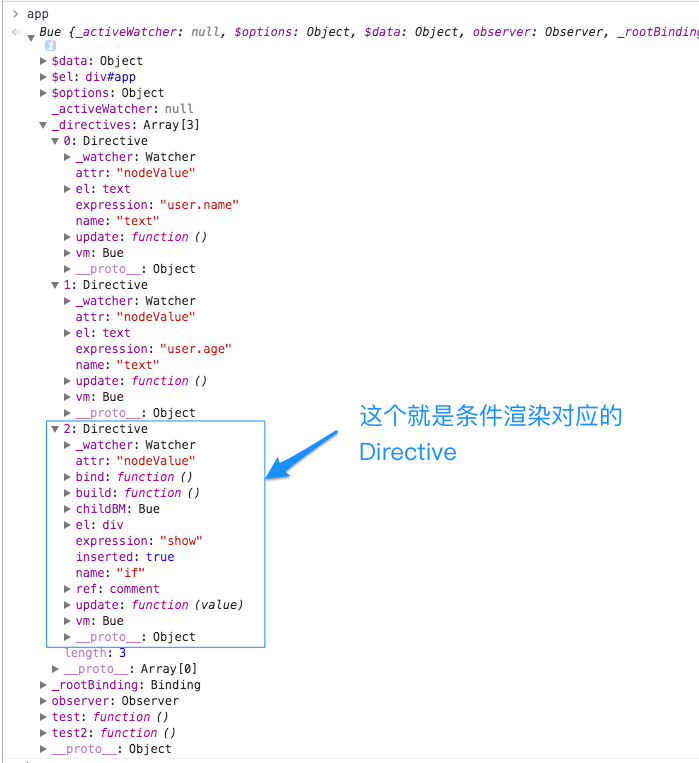 app
Bue {_activeWatcher: null, $options: Object, $data: Object, observer: Observer, _rootBinding
$data: Object
$el: div#app
$options: Object
_activeWatcher: null
_directives: Array[3]
0: Directive
_watcher: Watcher
attr: "nodeValue"
el: text
expression: "user.name"
name: "text"
update: function ()
vm: Bue
__proto__: Object
1: Directive
_watcher: Watcher
attr: "nodeValue"
el: text
expression: "user.age"
name: "text"
update: function ()
vm: Bue
__proto__: Object
2: Directive
_watcher: Watcher
attr: "nodeValue"
bind: function ()
build: function ()
childBM: Bue
el: div
expression: "show"
inserted: true
name: "if"
ref: comment
update: function (value)
vm: Bue
__proto__: Object
length: 3
__proto__: Array[0]
_rootBinding: Binding
observer: Observer
test: function ()
test2: function ()
__proto__: Object
这个就是条件渲染对应的
Directive